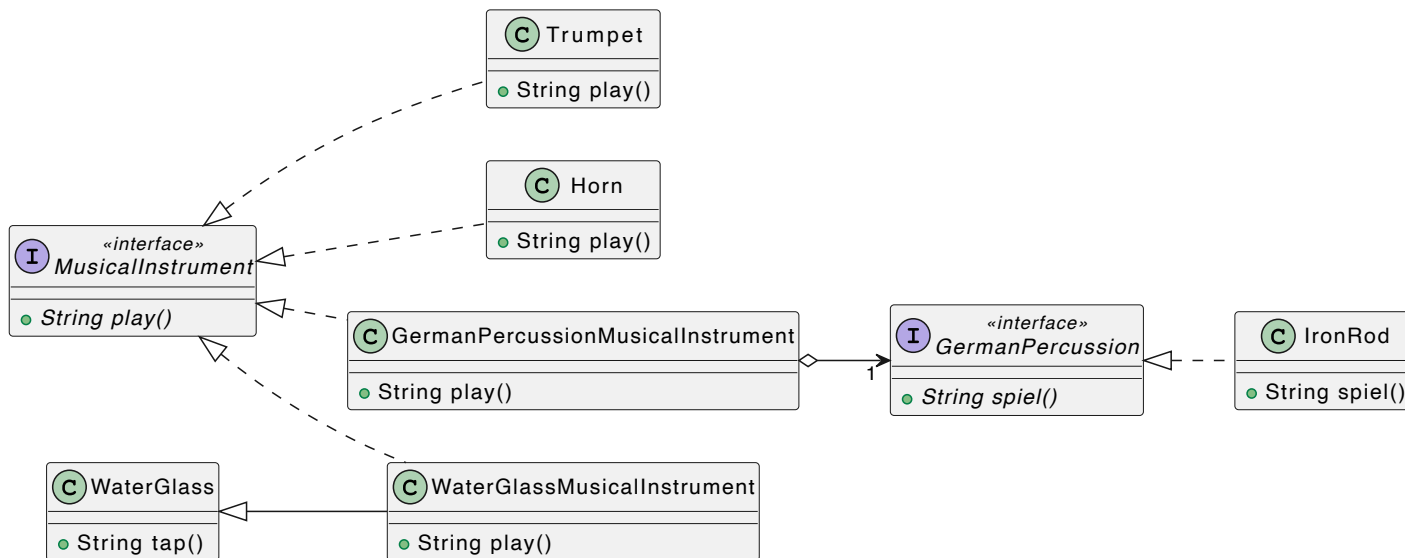 C Trumpet
String play()
C Horn
String play()
«interface»
I MusicalInstrument
String play()
C GermanPercussionMusicalInstrument
String play()
1
«interface»
I GermanPercussion
String spiel()
C IronRod
String spiel()
C WaterGlass
String tap()
C WaterGlassMusicalInstrument
String play()